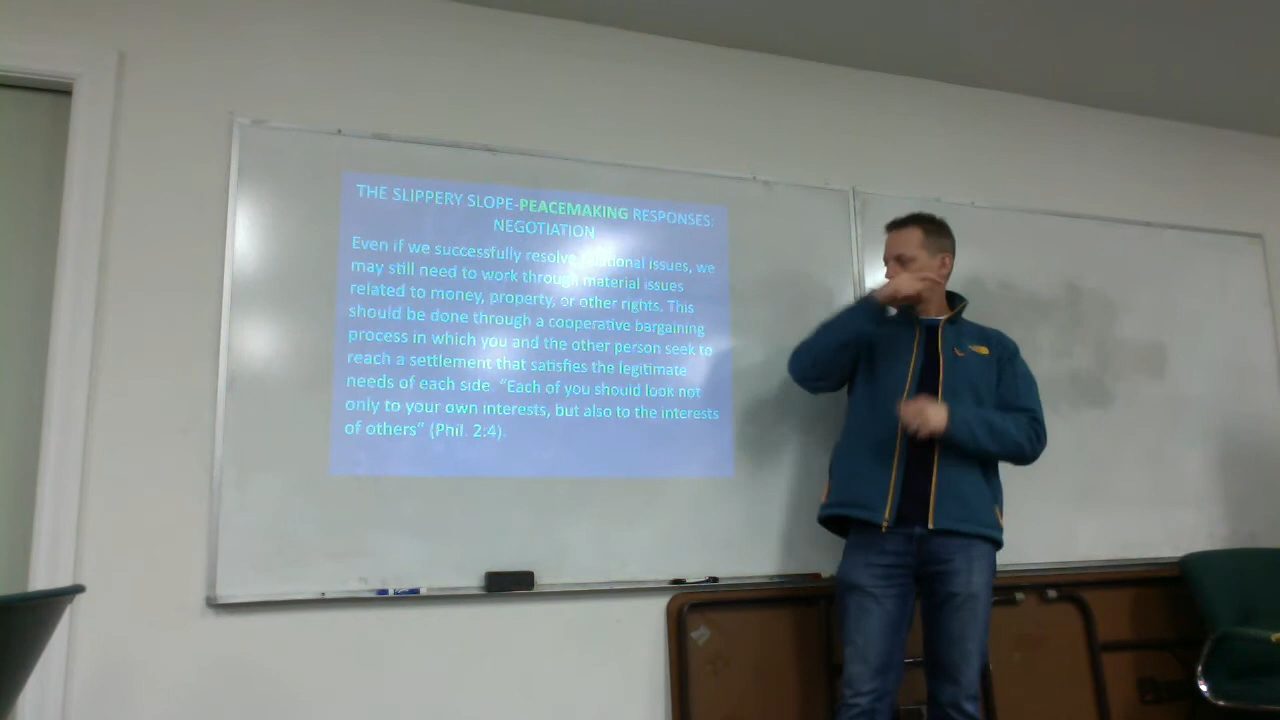 THE SLIPPERY SLOPE-PEACEMAKING RESPONSES:
NEGOTIATION
Even if we successfully resolve issues, we
may still need to work through material issues
related to money, property, or other rights. This
should be done through a cooperative bargaining
process in which you and the other person seek to
reach a settlement that satisfies the legitimate
needs of each side. "Each of you should look not
only to your own interests, but also to the interests
of others" (Phil. 2:4).